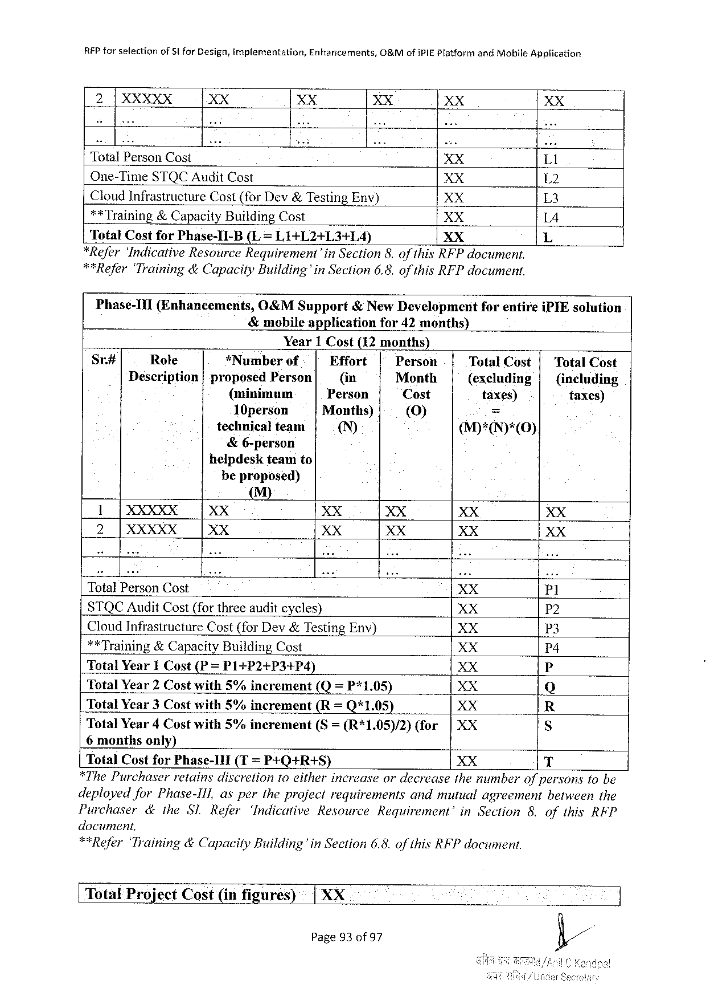 RFP for selection of SI for Design, Implementation, Enhancements, O&M of iPIE Platform and Mobile Application
2 XXXXX XX XX XX XX XX
.. ... ... ... ... ... ...
.. ... ... ... ... ... ...
Total Person Cost XX L1
One-Time STQC Audit Cost XX L2
Cloud Infrastructure Cost (for Dev & Testing Env) XX L3
**Training & Capacity Building Cost XX L4
Total Cost for Phase-II-B (L = L1+L2+L3+L4) XX L
*Refer 'Indicative Resource Requirement' in Section 8. of this RFP document.
**Refer 'Training & Capacity Building' in Section 6.8. of this RFP document.
Phase-III (Enhancements, O&M Support & New Development for entire iPIE solution
& mobile application for 42 months)
Year 1 Cost (12 months)
Sr.# Role *Number of Effort Person Total Cost Total Cost
Description proposed Person (in Month (excluding (including
(minimum Person Cost taxes) taxes)
10person Months) (O) =
technical team (N) (M)*(N)*(O)
& 6-person
helpdesk team to
be proposed)
(M)
1 XXXXX XX XX XX XX XX
2 XXXXX XX XX XX XX XX
.. ... ... ... ... ... ...
.. ... ... ... ... ... ...
Total Person Cost XX P1
STQC Audit Cost (for three audit cycles) XX P2
Cloud Infrastructure Cost (for Dev & Testing Env) XX P3
**Training & Capacity Building Cost XX P4
Total Year 1 Cost (P = P1+P2+P3+P4) XX P
Total Year 2 Cost with 5% increment (Q = P*1.05) XX Q
Total Year 3 Cost with 5% increment (R = Q*1.05) XX R
Total Year 4 Cost with 5% increment (S = (R*1.05)/2) (for XX S
6 months only)
Total Cost for Phase-III (T = P+Q+R+S) XX T
*The Purchaser retains discretion to either increase or decrease the number of persons to be
deployed for Phase-III, as per the project requirements and mutual agreement between the
Purchaser & the SI. Refer 'Indicative Resource Requirement' in Section 8. of this RFP
document.
**Refer 'Training & Capacity Building' in Section 6.8. of this RFP document.
Total Project Cost (in figures) XX
Page 93 of 97
/Anil C Kandpal
अवर सचिव/Under Secretary